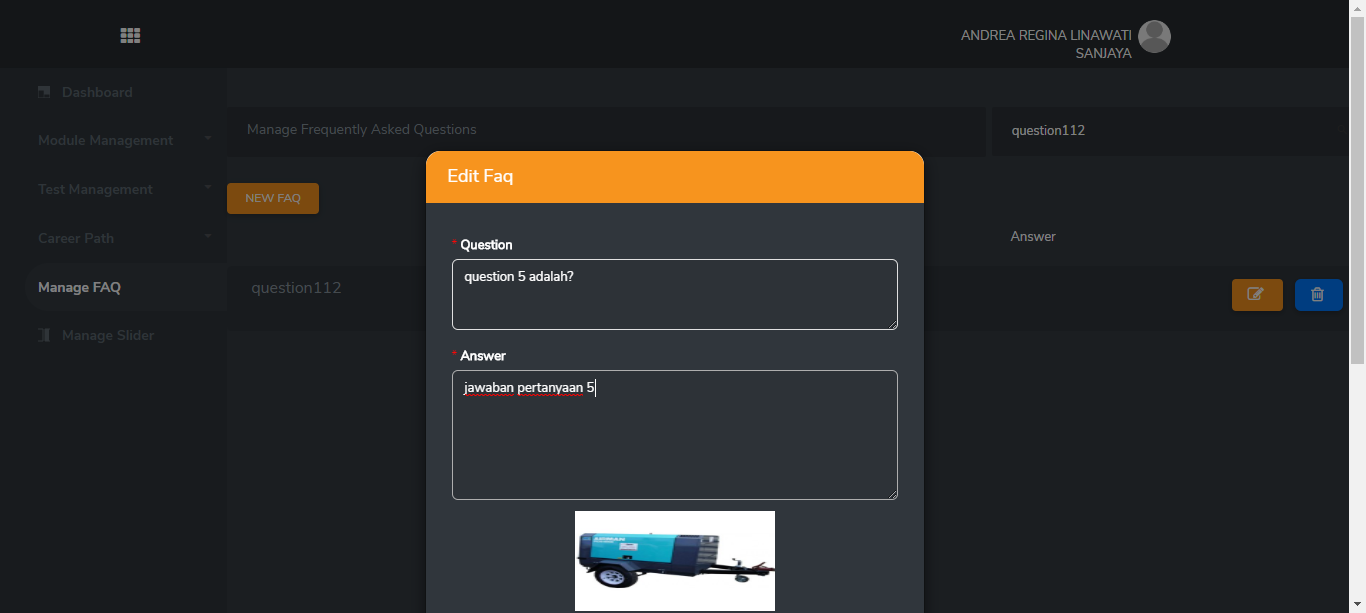 ANDREA REGINA LINAWATI
SANJAYA
Dashboard
Module Management
Test Management
Career Path
Manage FAQ
Manage Slider
Manage Frequently Asked Questions
question112
NEW FAQ
Answer
question112
Edit Faq
* Question
question 5 adalah?
* Answer
jawaban pertanyaan 5
AIRMAN